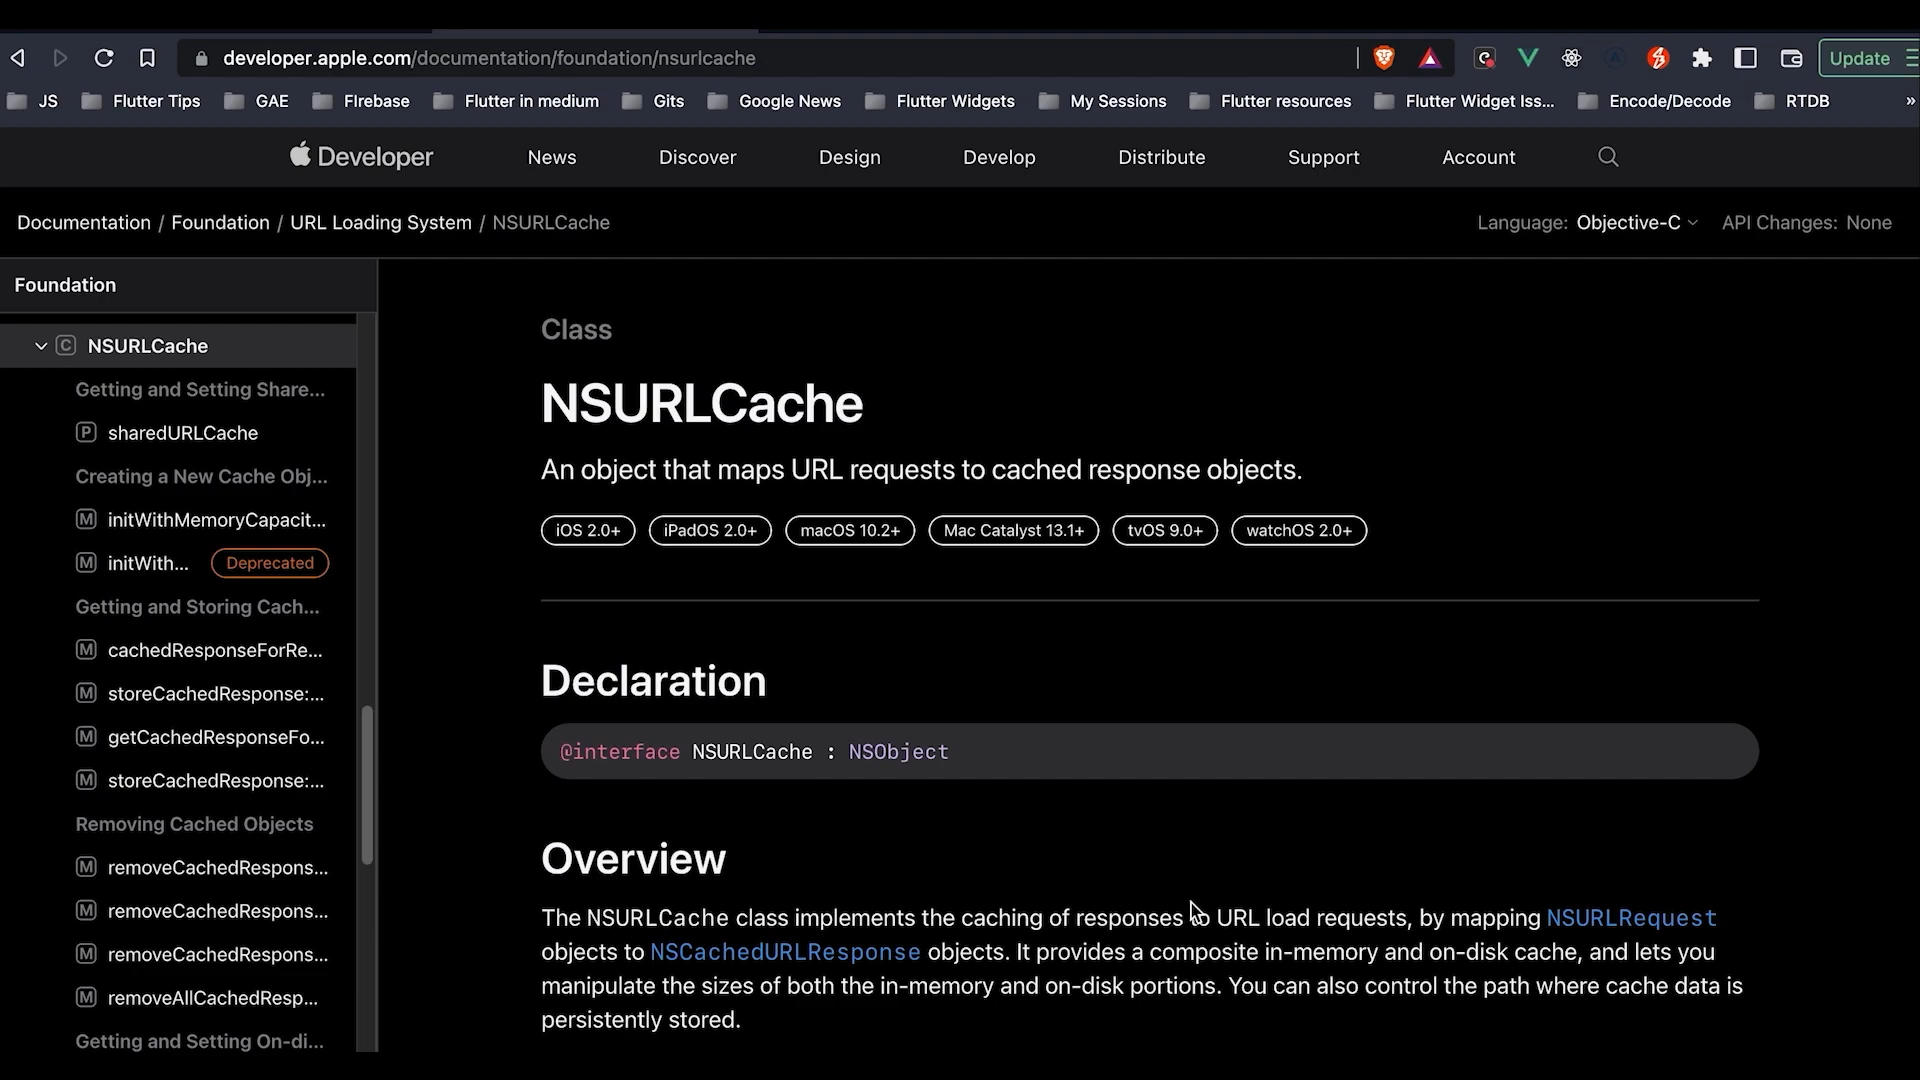 developer.apple.com/documentation/foundation/nsurlcache
Update
JS Flutter Tips GAE FIrebase Flutter in medium Gits Google News Flutter Widgets My Sessions Flutter resources Flutter Widget Iss... Encode/Decode RTDB »
Developer News Discover Design Develop Distribute Support Account
Documentation / Foundation / URL Loading System / NSURLCache
Language: Objective-C API Changes: None
Foundation
C NSURLCache
Getting and Setting Share...
P sharedURLCache
Creating a New Cache Obj...
M initWithMemoryCapacit...
M initWith... Deprecated
Getting and Storing Cach...
M cachedResponseForRe...
M storeCachedResponse:...
M getCachedResponseFo...
M storeCachedResponse:...
Removing Cached Objects
M removeCachedRespons...
M removeCachedRespons...
M removeCachedRespons...
M removeAllCachedResp...
Getting and Setting On-di...
Class
NSURLCache
An object that maps URL requests to cached response objects.
iOS 2.0+ iPadOS 2.0+ macOS 10.2+ Mac Catalyst 13.1+ tvOS 9.0+ watchOS 2.0+
Declaration
@interface NSURLCache : NSObject
Overview
The NSURLCache class implements the caching of responses to URL load requests, by mapping NSURLRequest
objects to NSCachedURLResponse objects. It provides a composite in-memory and on-disk cache, and lets you
manipulate the sizes of both the in-memory and on-disk portions. You can also control the path where cache data is
persistently stored.